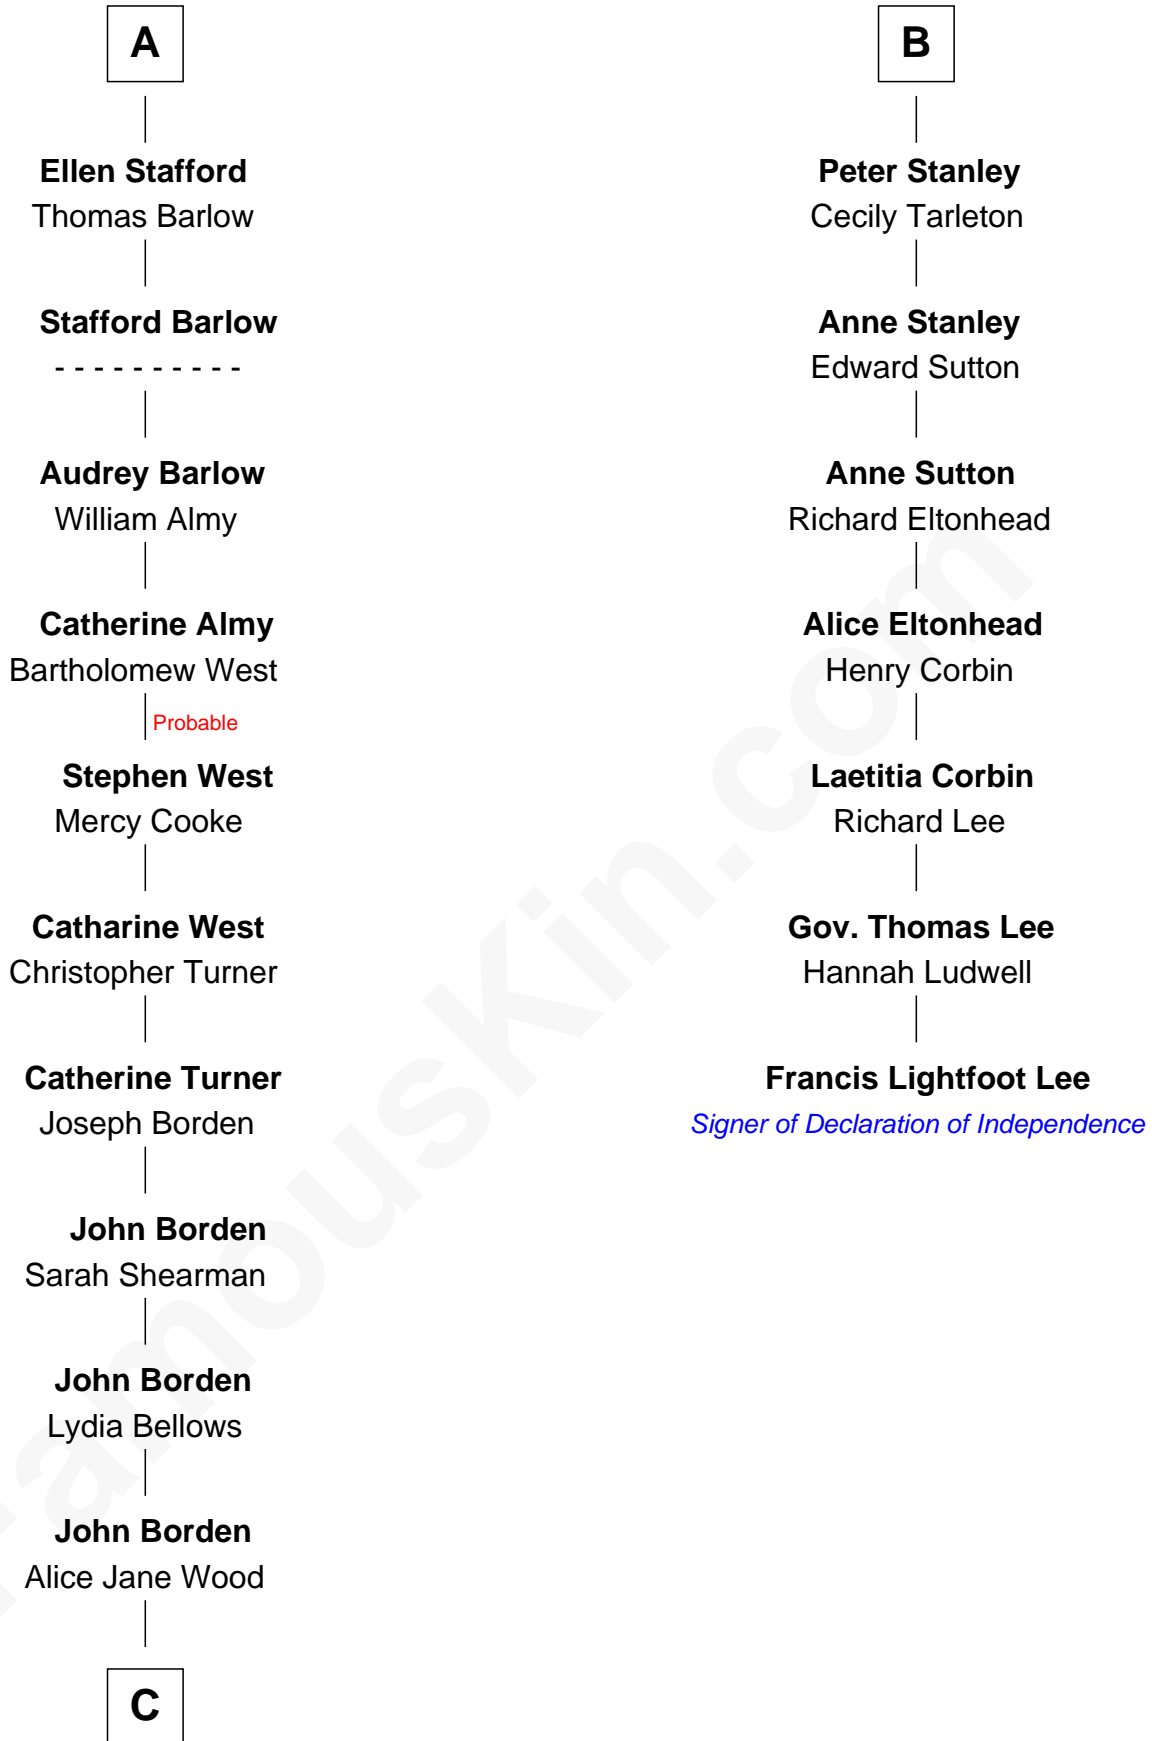 A
Ellen Stafford
Thomas Barlow
Stafford Barlow
- - - - - - - - - -
Audrey Barlow
William Almy
Catherine Almy
Bartholomew West
Probable
Stephen West
Mercy Cooke
Catharine West
Christopher Turner
Catherine Turner
Joseph Borden
John Borden
Sarah Shearman
John Borden
Lydia Bellows
John Borden
Alice Jane Wood
C
B
Peter Stanley
Cecily Tarleton
Anne Stanley
Edward Sutton
Anne Sutton
Richard Eltonhead
Alice Eltonhead
Henry Corbin
Laetitia Corbin
Richard Lee
Gov. Thomas Lee
Hannah Ludwell
Francis Lightfoot Lee
Signer of Declaration of Independence
FamousKin.com